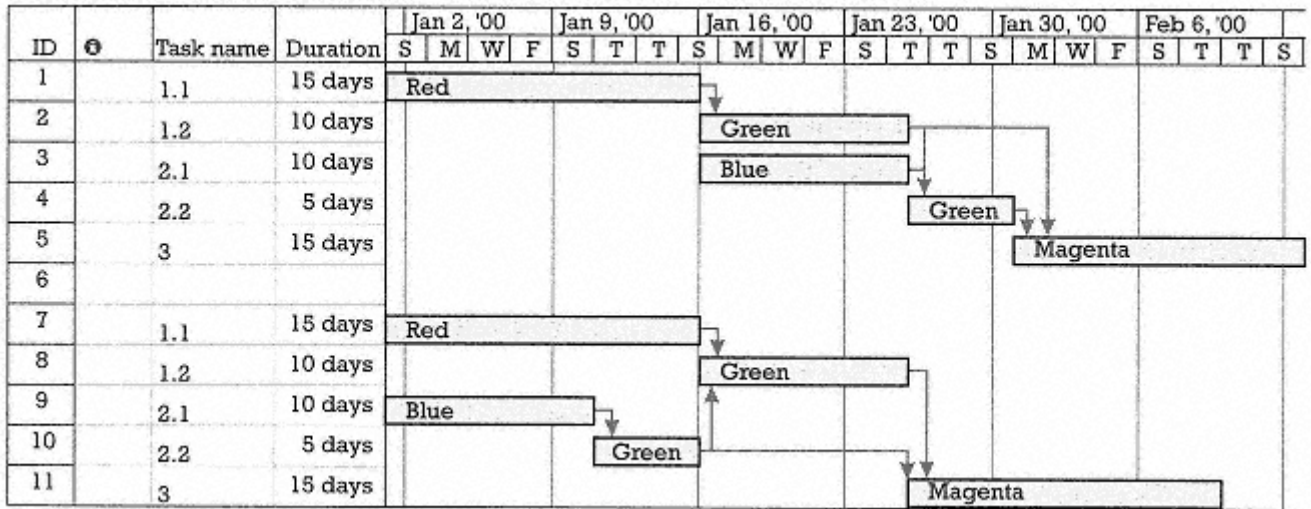 Jan 2, '00 Jan 9, '00 Jan 16, '00 Jan 23, '00 Jan 30, '00 Feb 6, '00
ID Task name Duration S M W F S T T S M W F S T T S M W F S T T S
1 1.1 15 days Red
2 1.2 10 days Green
3 2.1 10 days Blue
4 2.2 5 days Green
5 3 15 days Magenta
6
7 1.1 15 days Red
8 1.2 10 days Green
9 2.1 10 days Blue
10 2.2 5 days Green
11 3 15 days Magenta